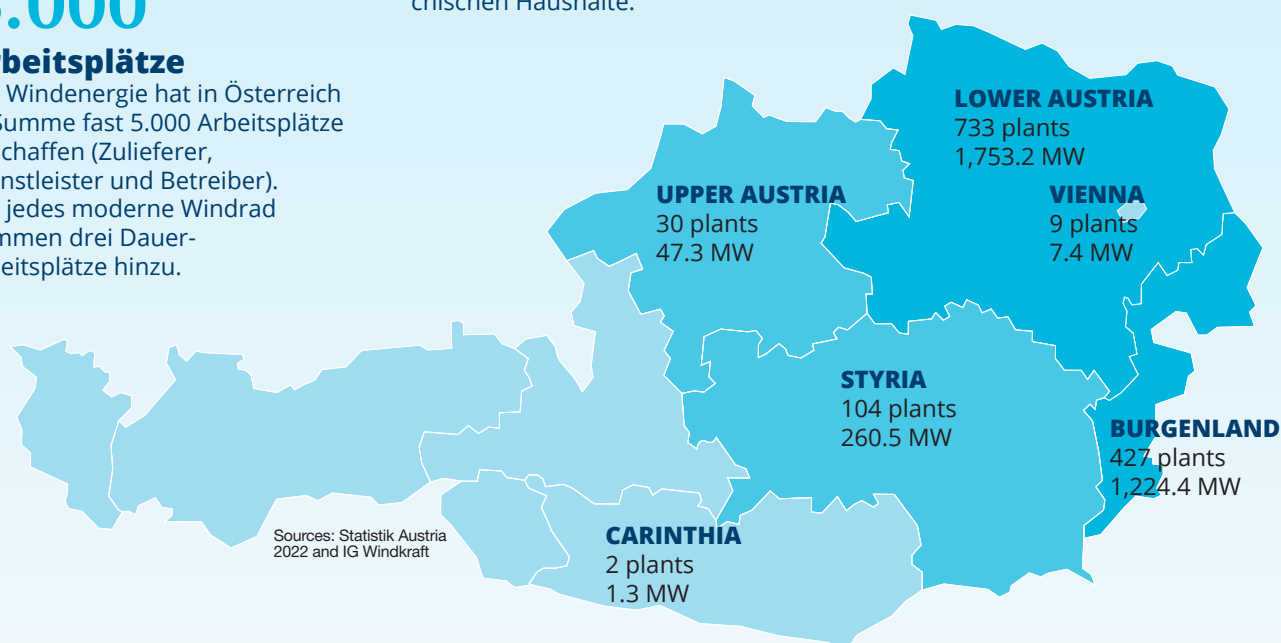 .000
beitsplätze
Windenergie hat in Österreich
Summe fast 5.000 Arbeitsplätze
schaffen (Zulieferer,
nstleister und Betreiber).
jedes moderne Windrad
mmen drei Dauer-
eitsplätze hinzu.
chischen Haushalte.
LOWER AUSTRIA
733 plants
1,753.2 MW
UPPER AUSTRIA
30 plants
47.3 MW
VIENNA
9 plants
7.4 MW
STYRIA
104 plants
260.5 MW
BURGENLAND
427 plants
1,224.4 MW
CARINTHIA
2 plants
1.3 MW
Sources: Statistik Austria
2022 and IG Windkraft